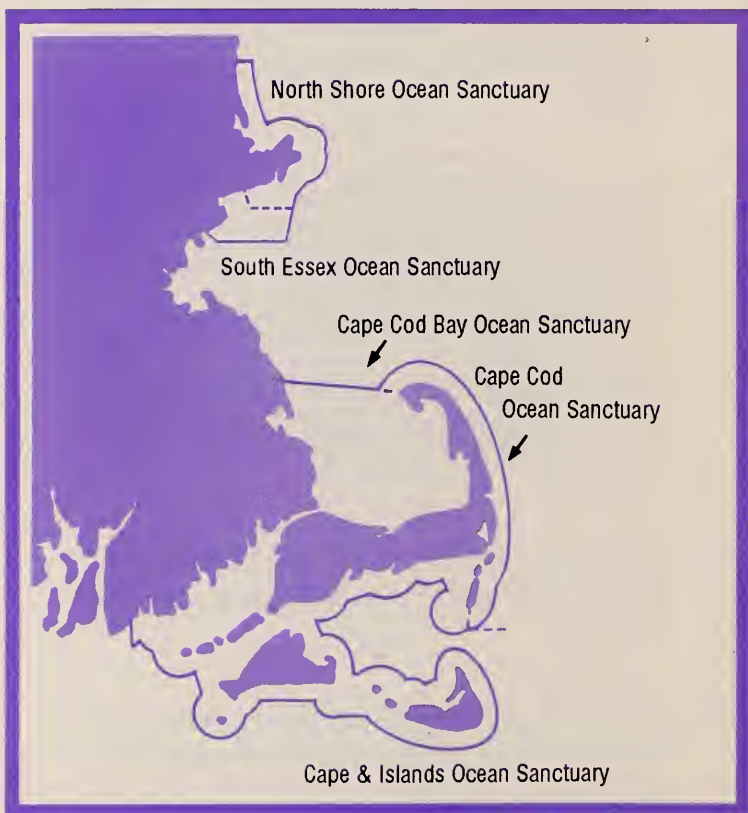 North Shore Ocean Sanctuary
South Essex Ocean Sanctuary
Cape Cod Bay Ocean Sanctuary
Cape Cod
Ocean Sanctuary
Cape & Islands Ocean Sanctuary